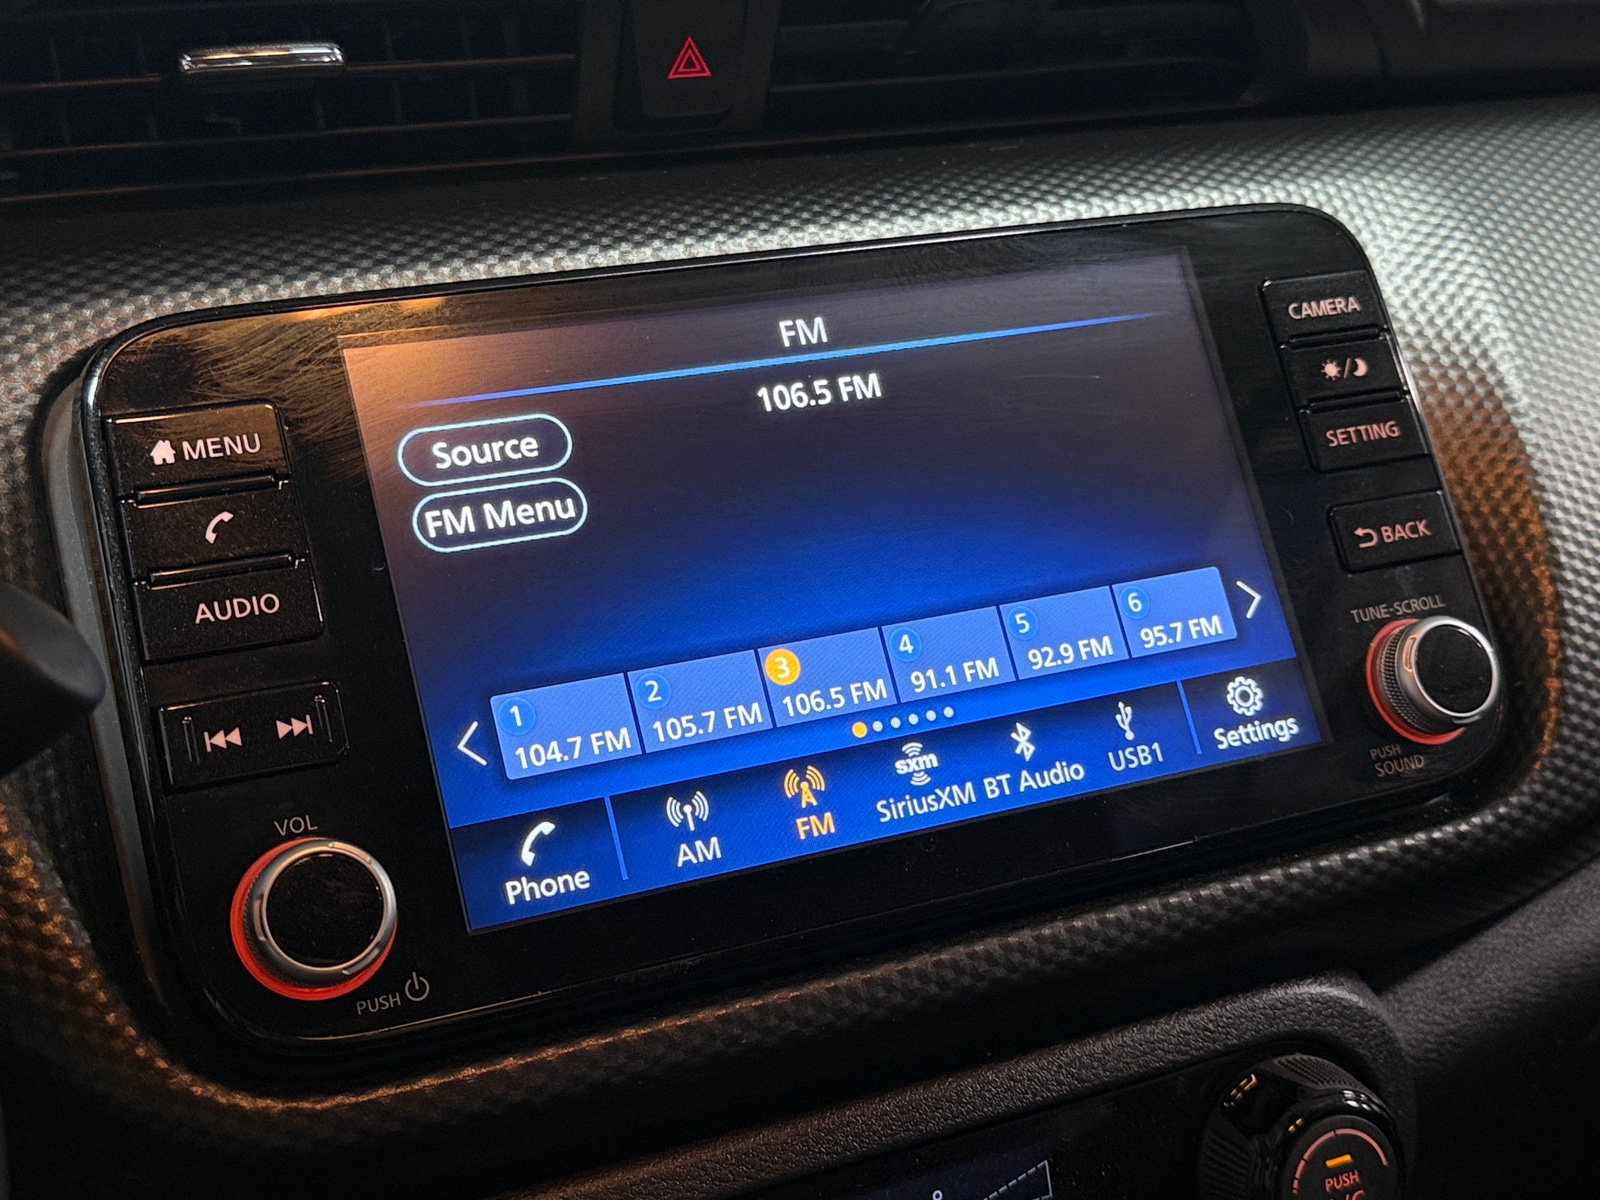 FM
106.5 FM
Source
FM Menu
1
104.7 FM
2
105.7 FM
3
106.5 FM
4
91.1 FM
5
92.9 FM
6
95.7 FM
Phone
AM
FM
sxm
SiriusXM
BT Audio
USB1
Settings
MENU
AUDIO
VOL
PUSH
CAMERA
SETTING
BACK
TUNE·SCROLL
PUSH
SOUND
PUSH